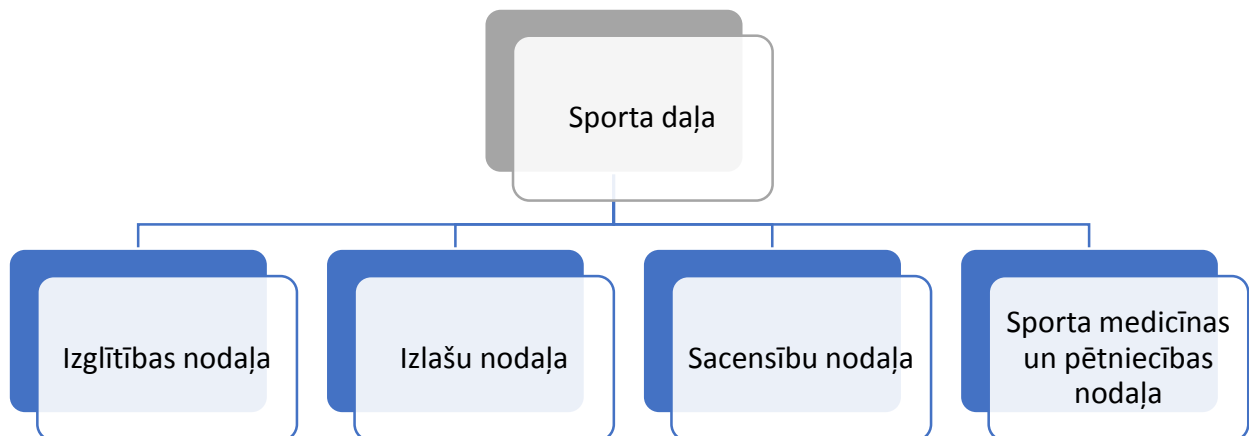 Sporta daļa
Izglītības nodaļa
Izlašu nodaļa
Sacensību nodaļa
Sporta medicīnas
un pētniecības
nodaļa